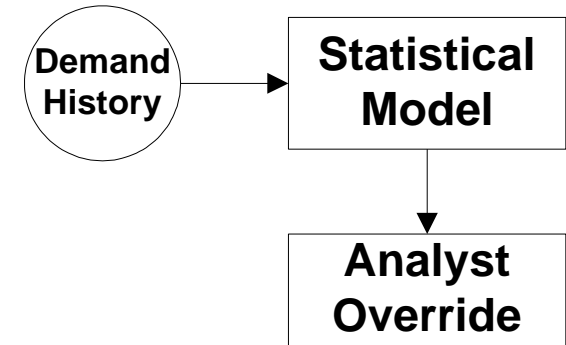 Demand
History
Statistical
Model
Analyst
Override